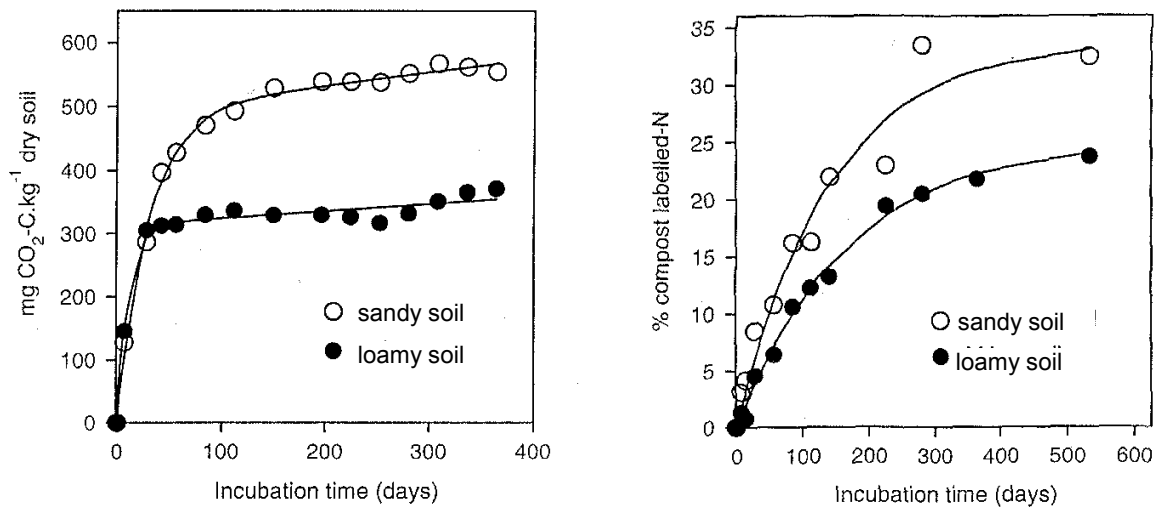 600
500
400
300
200
100
0
mg CO2-C.kg-1 dry soil
sandy soil
loamy soil
0 100 200 300 400
Incubation time (days)
35
30
25
20
15
10
5
0
% compost labelled-N
sandy soil
loamy soil
0 100 200 300 400 500 600
Incubation time (days)